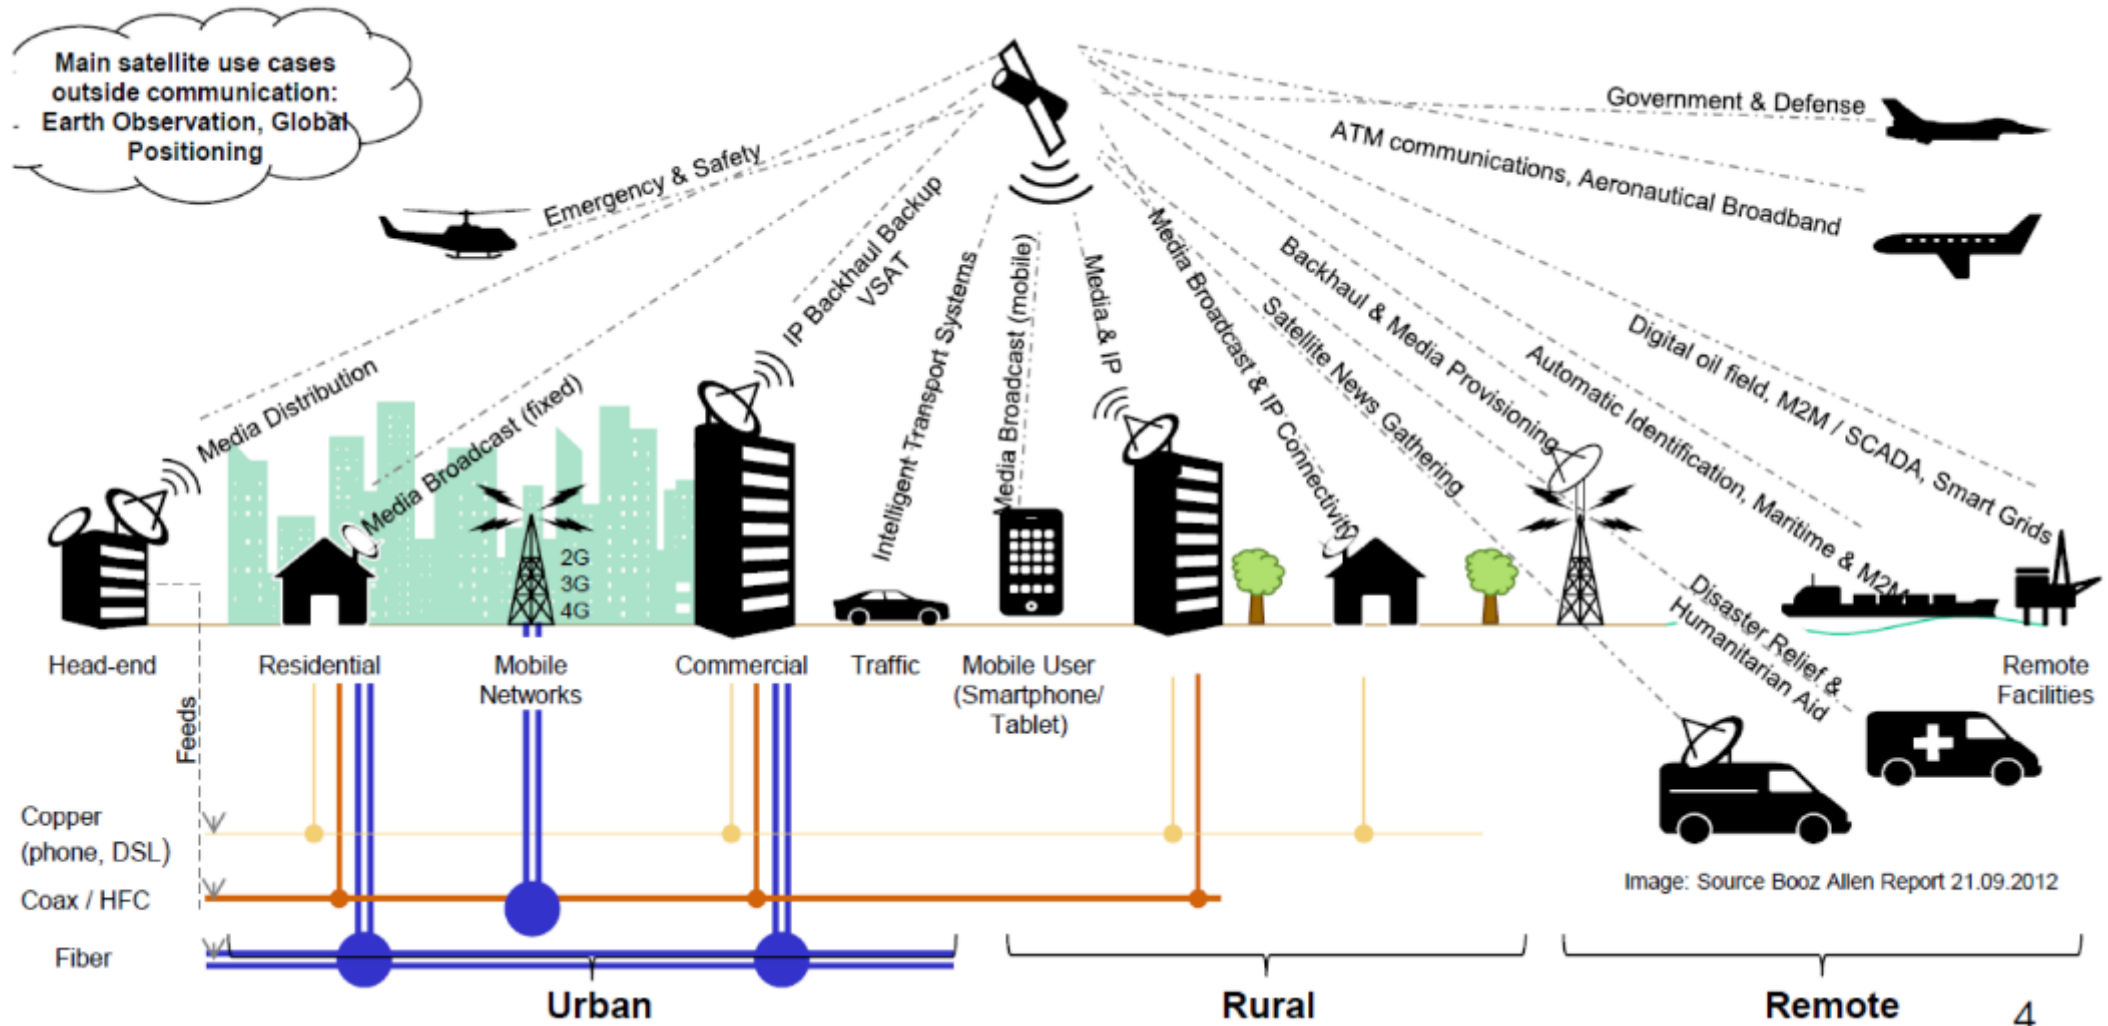 Main satellite use cases
outside communication:
Earth Observation, Global
Positioning
Government & Defense
ATM communications, Aeronautical Broadband
Emergency & Safety
IP Backhaul Backup
VSAT
Intelligent Transport Systems
Media Broadcast (mobile)
Media & IP
Media Broadcast & IP Connectivity
Satellite News Gathering
Backhaul & Media Provisioning
Automatic Identification, Maritime & M2M
Digital oil field, M2M / SCADA, Smart Grids
Media Distribution
Media Broadcast (fixed)
2G
3G
4G
Disaster Relief &
Humanitarian Aid
Head-end
Residential
Mobile
Networks
Commercial
Traffic
Mobile User
(Smartphone/
Tablet)
Remote
Facilities
Feeds
Copper
(phone, DSL)
Coax / HFC
Fiber
Image: Source Booz Allen Report 21.09.2012
Urban
Rural
Remote
4